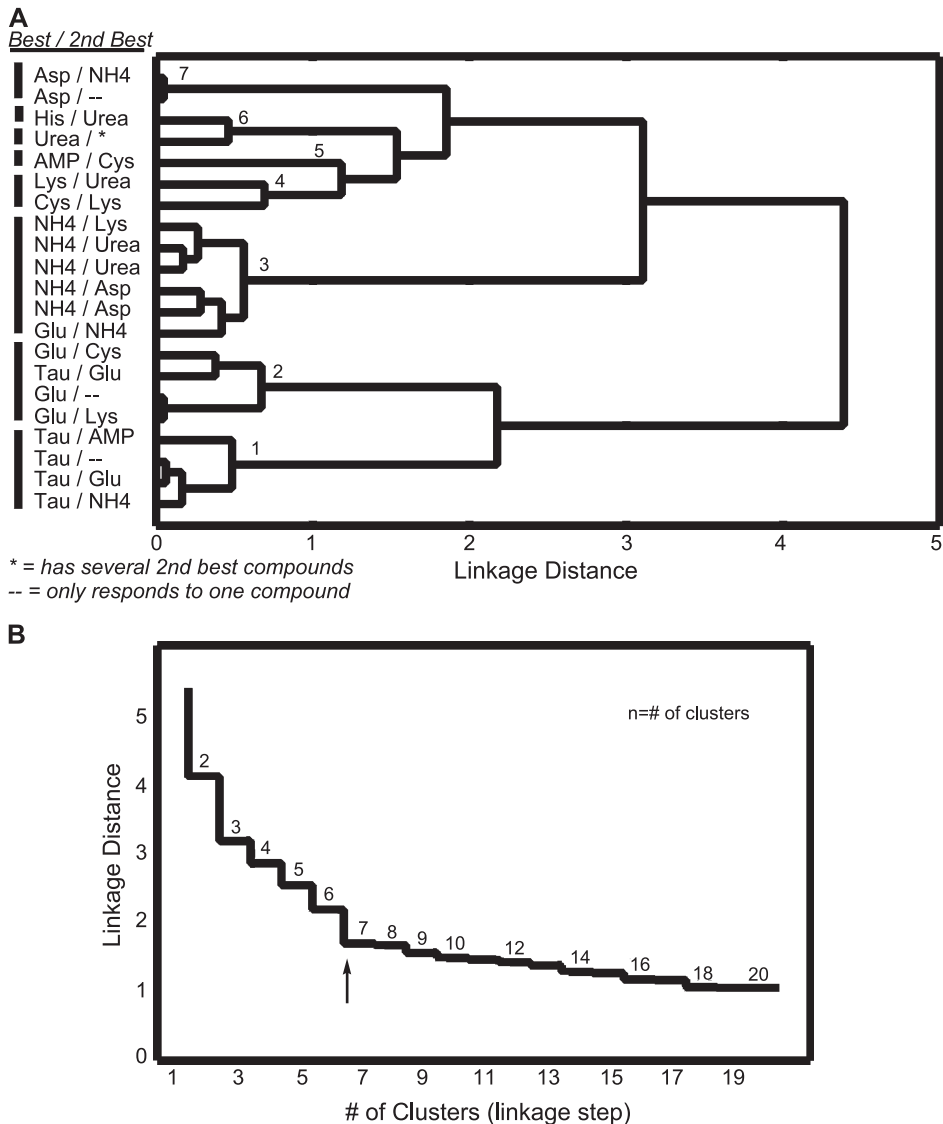 A
Best / 2nd Best
Asp / NH4
Asp / --
His / Urea
Urea / *
AMP / Cys
Lys / Urea
Cys / Lys
NH4 / Lys
NH4 / Urea
NH4 / Urea
NH4 / Asp
NH4 / Asp
Glu / NH4
Glu / Cys
Tau / Glu
Glu / --
Glu / Lys
Tau / AMP
Tau / --
Tau / Glu
Tau / NH4
7
6
5
4
3
2
1
0 1 2 3 4 5
Linkage Distance
* = has several 2nd best compounds
-- = only responds to one compound
B
n=# of clusters
Linkage Distance
5
4
3
2
1
0
2
3
4
5
6
7 8 9 10 12 14 16 18 20
1 3 5 7 9 11 13 15 17 19
# of Clusters (linkage step)